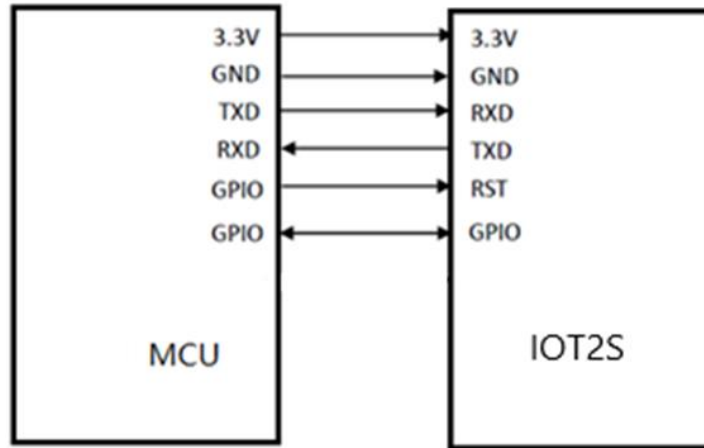 3.3V 3.3V
GND GND
TXD RXD
RXD TXD
GPIO RST
GPIO GPIO
MCU IOT2S